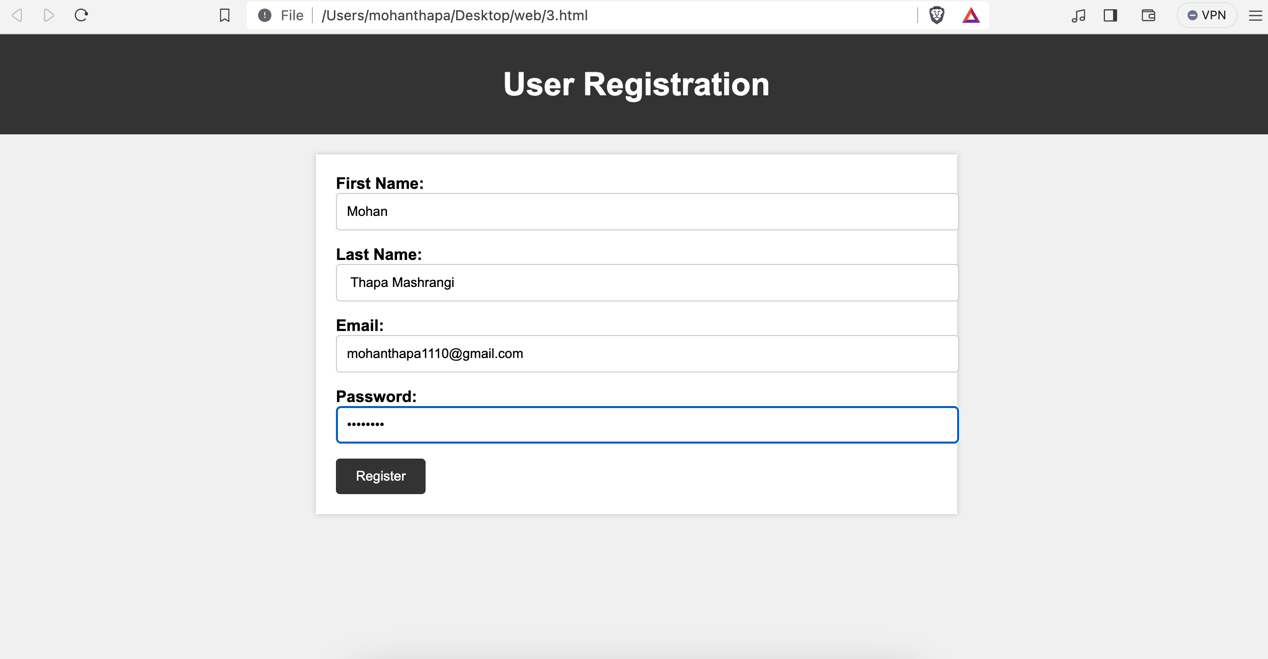 File /Users/mohanthapa/Desktop/web/3.html
VPN
User Registration
First Name:
Mohan
Last Name:
Thapa Mashrangi
Email:
mohanthapa1110@gmail.com
Password:
••••••••
Register